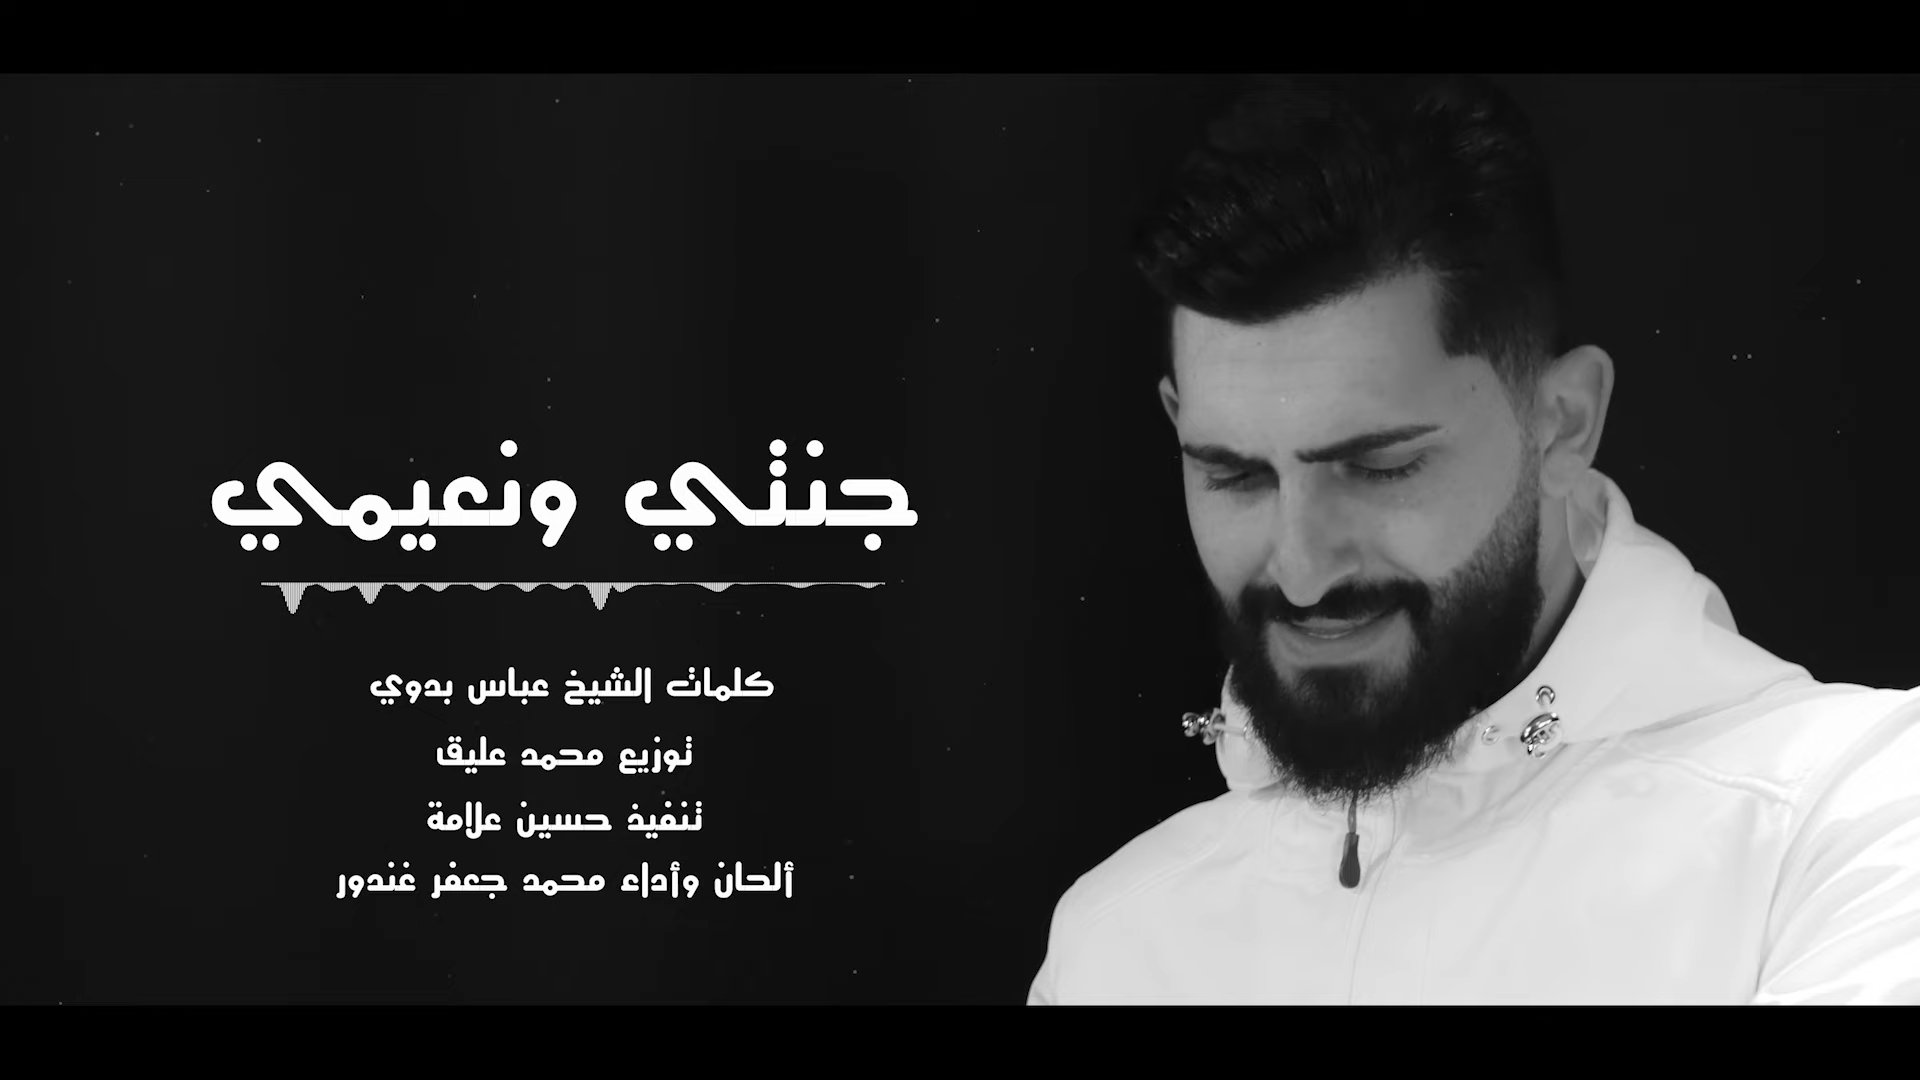 جنتي ونعيمي
كلمات الشيخ عباس بدوي
توزيع محمد عليق
تنفيذ حسين علامة
ألحان وأداء محمد جعفر غندور